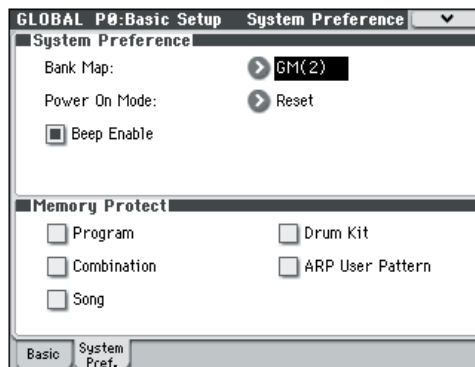 GLOBAL P0:Basic Setup System Preference
System Preference
Bank Map: GM(2)
Power On Mode: Reset
Beep Enable
Memory Protect
Program Drum Kit
Combination ARP User Pattern
Song
Basic System Pref.